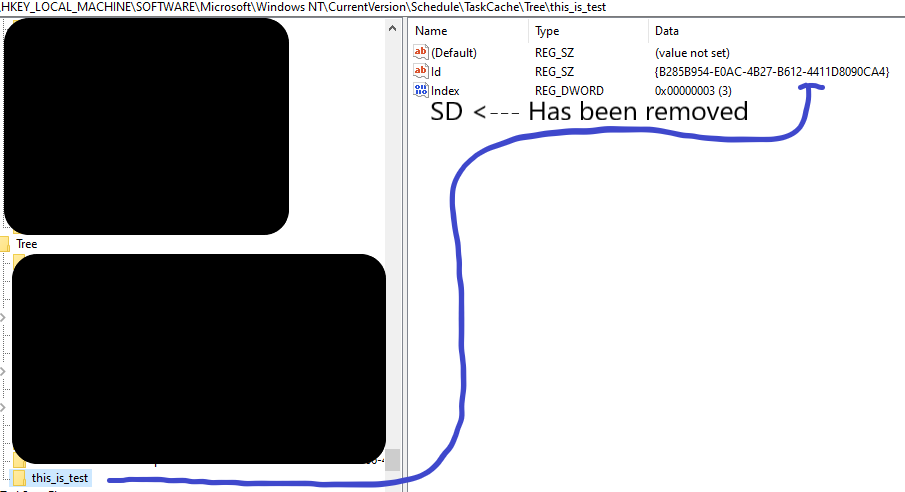 HKEY_LOCAL_MACHINE\SOFTWARE\Microsoft\Windows NT\CurrentVersion\Schedule\TaskCache\Tree\this_is_test
Name Type Data
(Default) REG_SZ (value not set)
Id REG_SZ {B285B954-E0AC-4B27-B612-4411D8090CA4}
Index REG_DWORD 0x00000003 (3)
SD <--- Has been removed
Tree
this_is_test